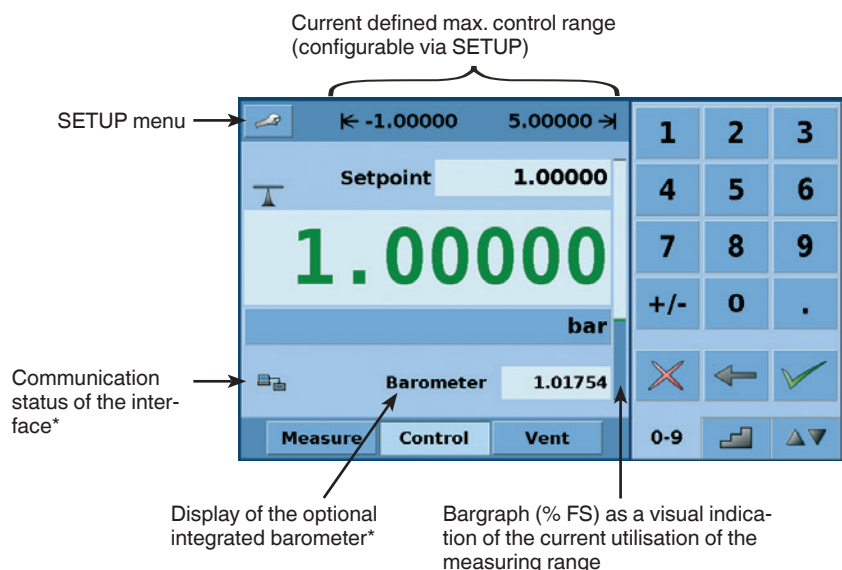 Current defined max. control range
(configurable via SETUP)
SETUP menu
-1.00000 5.00000
Setpoint 1.00000
1.00000
bar
Barometer 1.01754
Measure Control Vent
1 2 3
4 5 6
7 8 9
+/- 0 .
0-9
Communication
status of the inter-
face*
Display of the optional
integrated barometer*
Bargraph (% FS) as a visual indica-
tion of the current utilisation of the
measuring range